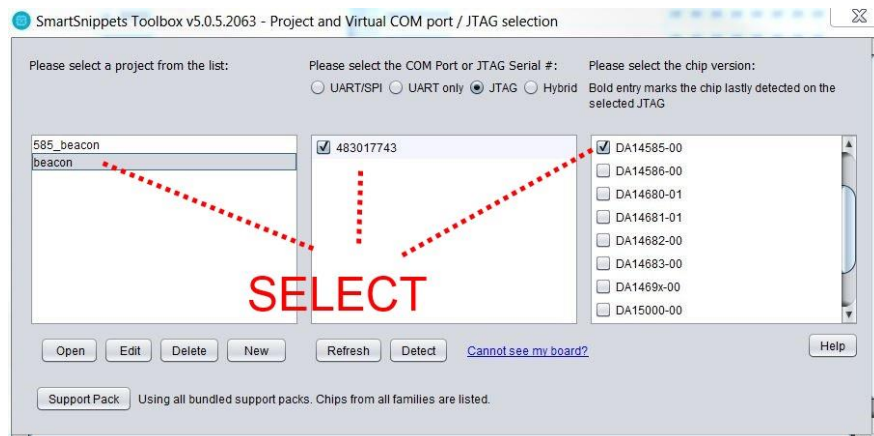 SmartSnippets Toolbox v5.0.5.2063 - Project and Virtual COM port / JTAG selection
Please select a project from the list:
Please select the COM Port or JTAG Serial #:
Please select the chip version:
UART/SPI UART only JTAG Hybrid
Bold entry marks the chip lastly detected on the
selected JTAG
585_beacon
beacon
483017743
DA14585-00
DA14586-00
DA14680-01
DA14681-01
DA14682-00
DA14683-00
DA1469x-00
DA15000-00
SELECT
Open Edit Delete New
Refresh Detect Cannot see my board?
Help
Support Pack Using all bundled support packs. Chips from all families are listed.